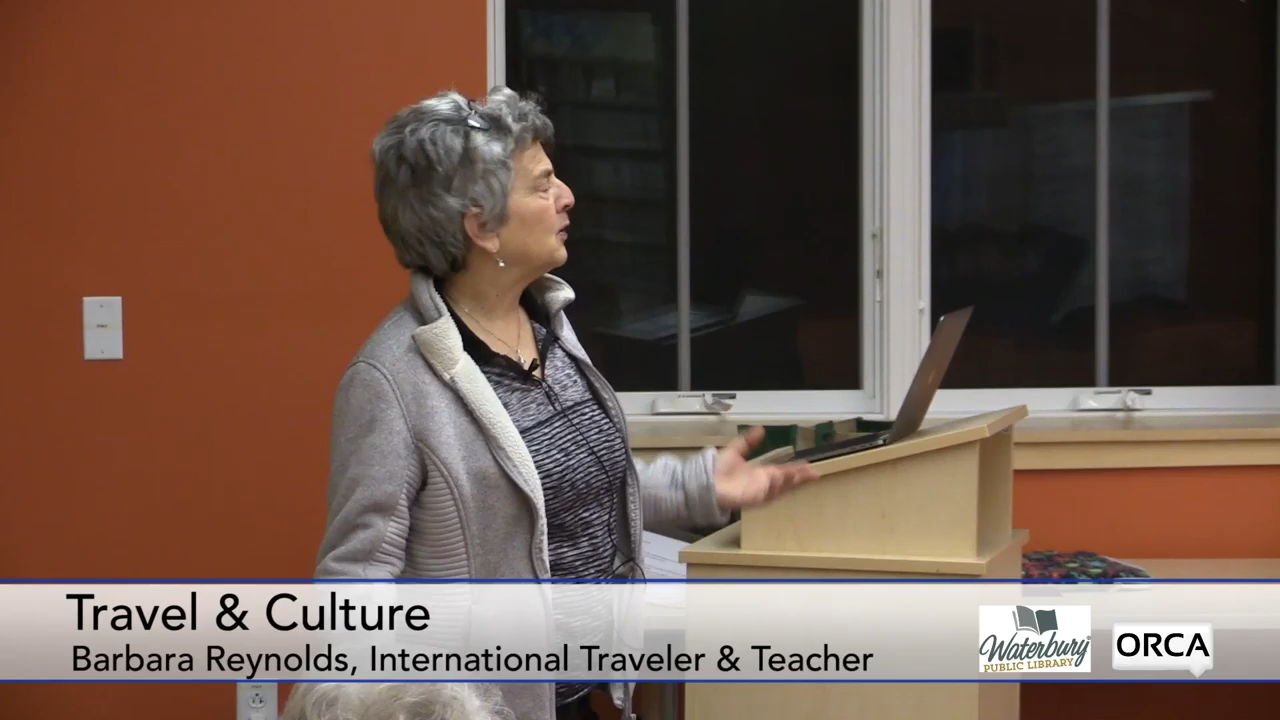 Travel & Culture
Barbara Reynolds, International Traveler & Teacher
Waterbury
PUBLIC LIBRARY
ORCA